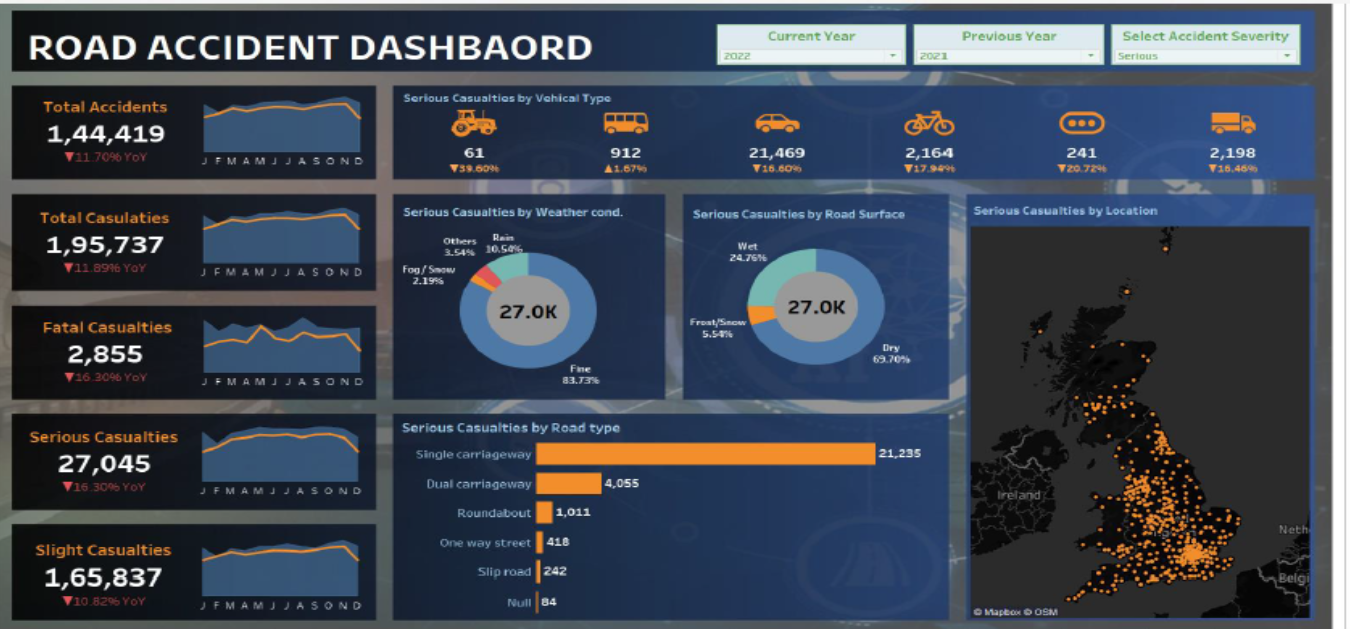 ROAD ACCIDENT DASHBAORD
Current Year
2022
Previous Year
2021
Select Accident Severity
Serious
Total Accidents
1,44,419
▼11.70% YoY
J F M A M J J A S O N D
Total Casulaties
1,95,737
▼11.89% YoY
J F M A M J J A S O N D
Fatal Casualties
2,855
▼16.30% YoY
J F M A M J J A S O N D
Serious Casualties
27,045
▼16.30% YoY
J F M A M J J A S O N D
Slight Casualties
1,65,837
▼10.82% YoY
J F M A M J J A S O N D
Serious Casualties by Vehical Type
61 912 21,469 2,164 241 2,198
▼39.60% ▲1.67% ▼16.60% ▼17.94% ▼20.72% ▼16.46%
Serious Casualties by Weather cond.
Others
3.54%
Rain
10.54%
Fog / Snow
2.19%
27.0K
Fine
83.73%
Serious Casualties by Road Surface
Wet
24.76%
27.0K
Frost/Snow
5.54%
Dry
69.70%
Serious Casualties by Road type
Single carriageway 21,235
Dual carriageway 4,055
Roundabout 1,011
One way street 418
Slip road 242
Null 84
Serious Casualties by Location
Ireland
Neth
Belgi
© Mapbox © OSM